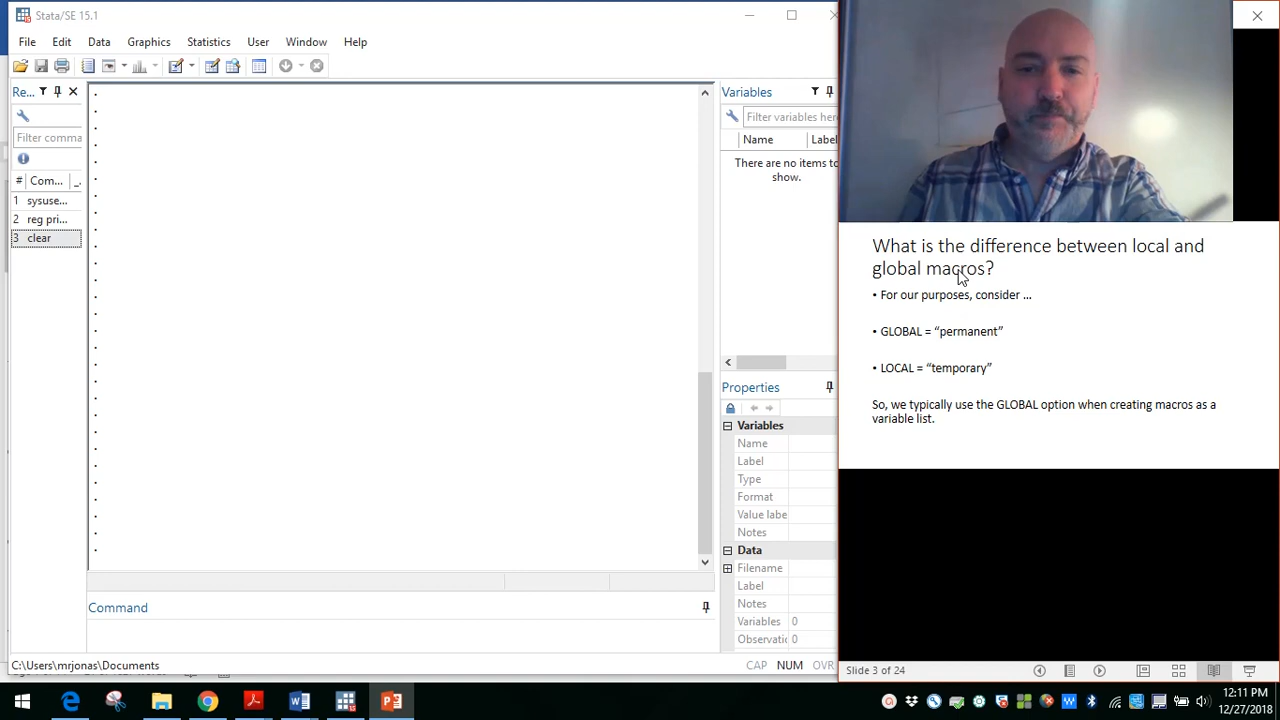 Stata/SE 15.1
File Edit Data Graphics Statistics User Window Help
Re...
Filter comma
# Com...
1 sysuse...
2 reg pri...
3 clear
Variables
Filter variables here
Name Label
There are no items to
show.
Properties
Variables
Name
Label
Type
Format
Value labe
Notes
Data
Filename
Label
Notes
Variables 0
Observatio 0
Command
C:\Users\mrjonas\Documents
CAP NUM OVR
What is the difference between local and
global macros?
• For our purposes, consider ...
• GLOBAL = “permanent”
• LOCAL = “temporary”
So, we typically use the GLOBAL option when creating macros as a
variable list.
Slide 3 of 24
12:11 PM
12/27/2018